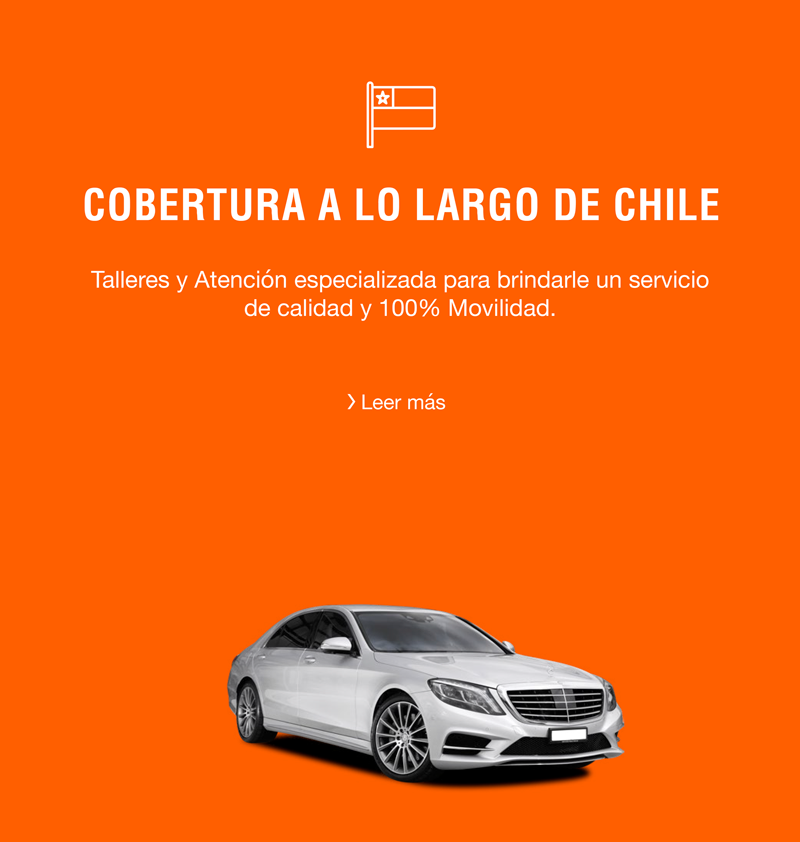 COBERTURA A LO LARGO DE CHILE
Talleres y Atención especializada para brindarle un servicio
de calidad y 100% Movilidad.
› Leer más